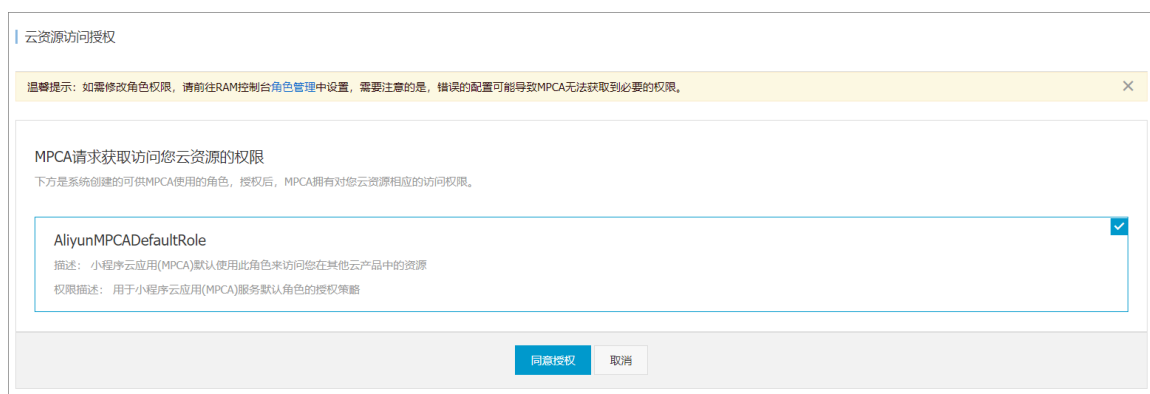 云资源访问授权
温馨提示：如需修改角色权限，请前往RAM控制台角色管理中设置，需要注意的是，错误的配置可能导致MPCA无法获取到必要的权限。
MPCA请求获取访问您云资源的权限
下方是系统创建的可供MPCA使用的角色，授权后，MPCA拥有对您云资源相应的访问权限。
AliyunMPCADefaultRole
描述： 小程序云应用(MPCA)默认使用此角色来访问您在其他云产品中的资源
权限描述： 用于小程序云应用(MPCA)服务默认角色的授权策略
同意授权 取消